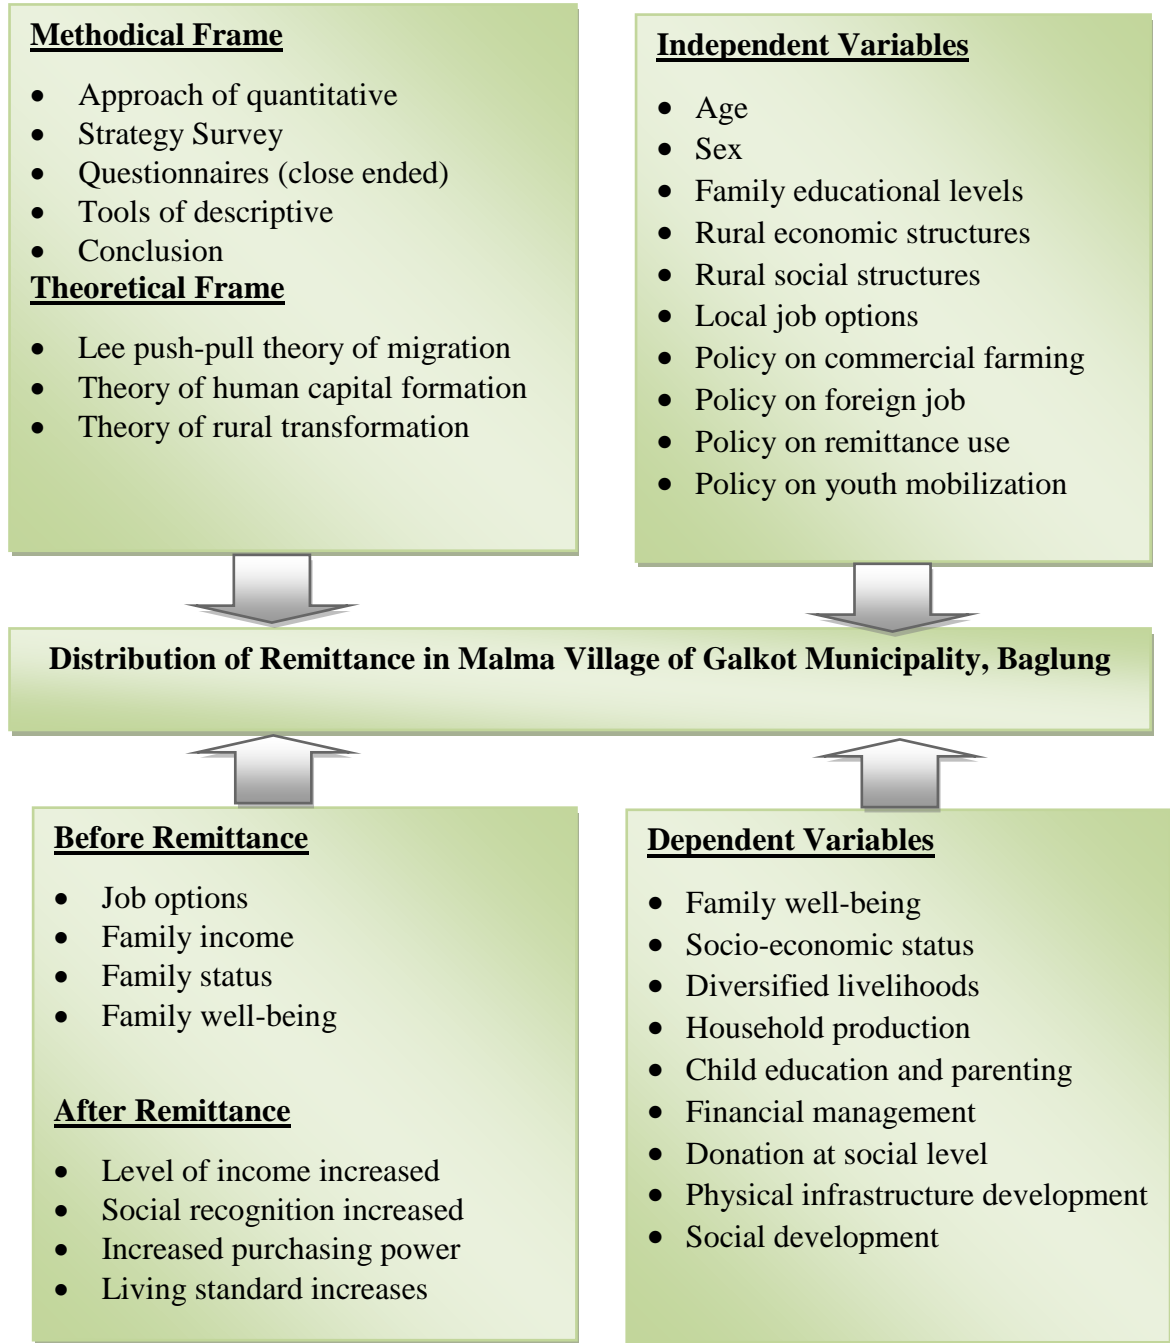 Methodical Frame
• Approach of quantitative
• Strategy Survey
• Questionnaires (close ended)
• Tools of descriptive
• Conclusion
Theoretical Frame
• Lee push-pull theory of migration
• Theory of human capital formation
• Theory of rural transformation
Independent Variables
• Age
• Sex
• Family educational levels
• Rural economic structures
• Rural social structures
• Local job options
• Policy on commercial farming
• Policy on foreign job
• Policy on remittance use
• Policy on youth mobilization
Distribution of Remittance in Malma Village of Galkot Municipality, Baglung
Before Remittance
• Job options
• Family income
• Family status
• Family well-being
After Remittance
• Level of income increased
• Social recognition increased
• Increased purchasing power
• Living standard increases
Dependent Variables
• Family well-being
• Socio-economic status
• Diversified livelihoods
• Household production
• Child education and parenting
• Financial management
• Donation at social level
• Physical infrastructure development
• Social development